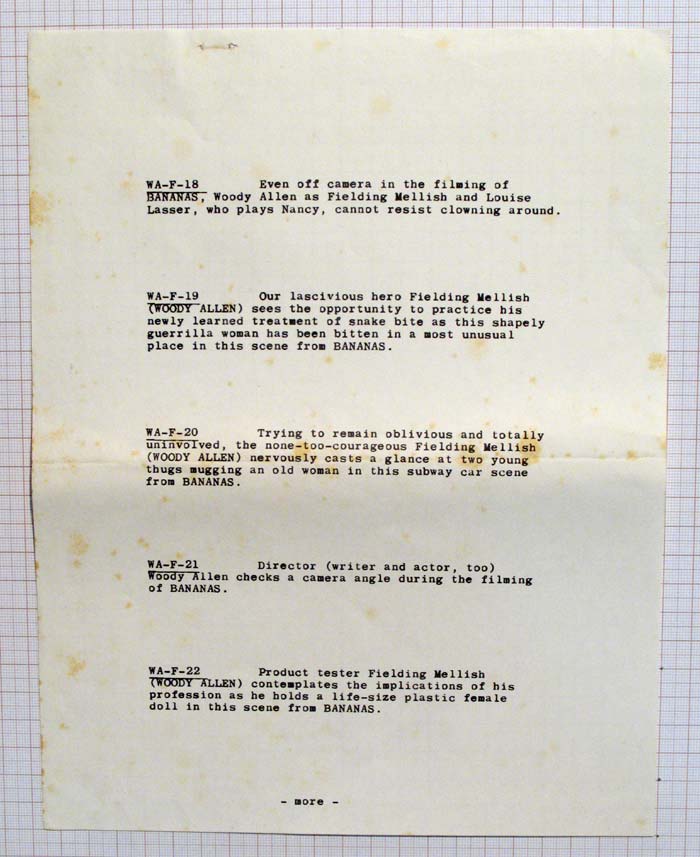 WA-F-18 Even off camera in the filming of
BANANAS, Woody Allen as Fielding Mellish and Louise
Lasser, who plays Nancy, cannot resist clowning around.
WA-F-19 Our lascivious hero Fielding Mellish
(WOODY ALLEN) sees the opportunity to practice his
newly learned treatment of snake bite as this shapely
guerrilla woman has been bitten in a most unusual
place in this scene from BANANAS.
WA-F-20 Trying to remain oblivious and totally
uninvolved, the none-too-courageous Fielding Mellish
(WOODY ALLEN) nervously casts a glance at two young
thugs mugging an old woman in this subway car scene
from BANANAS.
WA-F-21 Director (writer and actor, too)
Woody Allen checks a camera angle during the filming
of BANANAS.
WA-F-22 Product tester Fielding Mellish
(WOODY ALLEN) contemplates the implications of his
profession as he holds a life-size plastic female
doll in this scene from BANANAS.
- more -